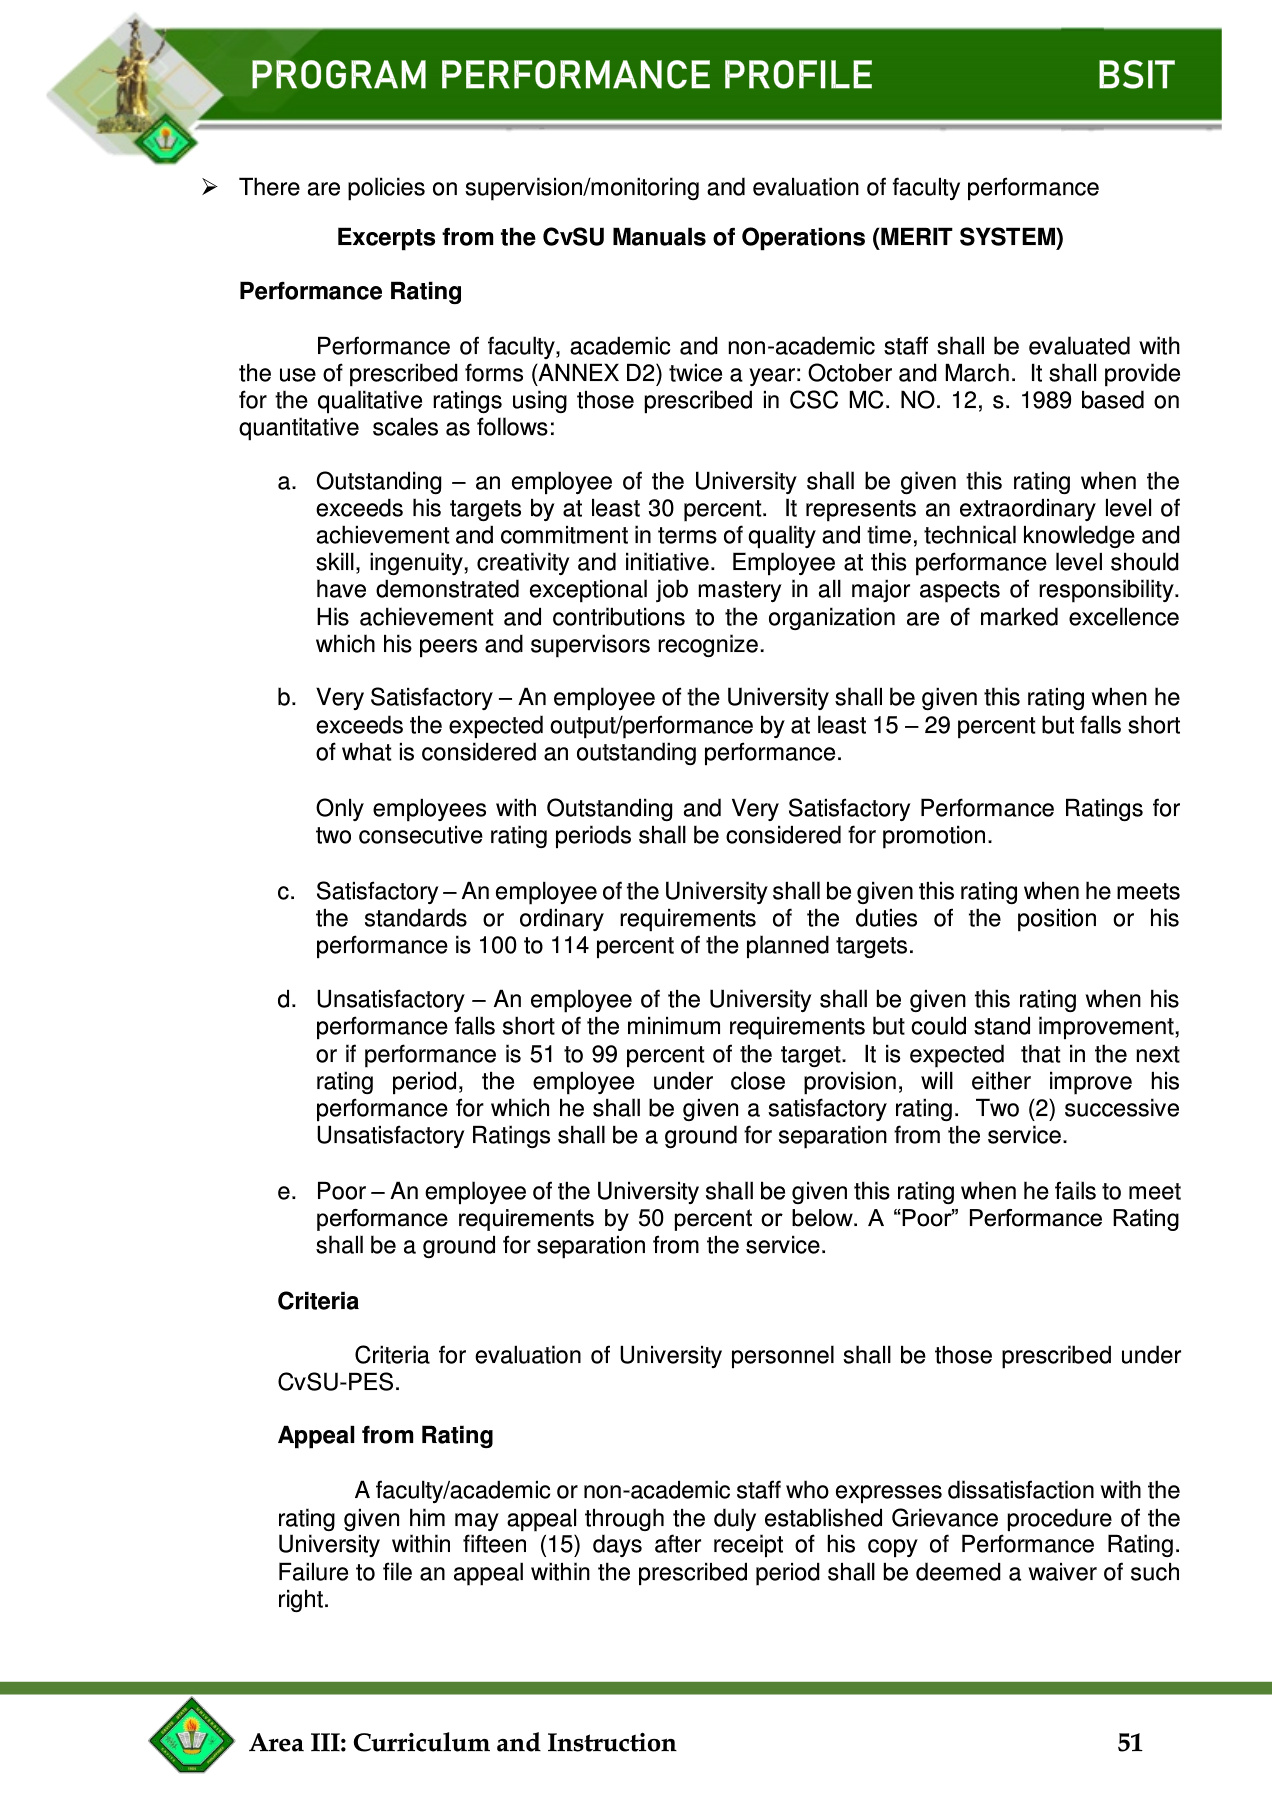 PROGRAM PERFORMANCE PROFILE BSIT
➢ There are policies on supervision/monitoring and evaluation of faculty performance
Excerpts from the CvSU Manuals of Operations (MERIT SYSTEM)
Performance Rating
Performance of faculty, academic and non-academic staff shall be evaluated with
the use of prescribed forms (ANNEX D2) twice a year: October and March. It shall provide
for the qualitative ratings using those prescribed in CSC MC. NO. 12, s. 1989 based on
quantitative scales as follows:
a. Outstanding – an employee of the University shall be given this rating when the
exceeds his targets by at least 30 percent. It represents an extraordinary level of
achievement and commitment in terms of quality and time, technical knowledge and
skill, ingenuity, creativity and initiative. Employee at this performance level should
have demonstrated exceptional job mastery in all major aspects of responsibility.
His achievement and contributions to the organization are of marked excellence
which his peers and supervisors recognize.
b. Very Satisfactory – An employee of the University shall be given this rating when he
exceeds the expected output/performance by at least 15 – 29 percent but falls short
of what is considered an outstanding performance.
Only employees with Outstanding and Very Satisfactory Performance Ratings for
two consecutive rating periods shall be considered for promotion.
c. Satisfactory – An employee of the University shall be given this rating when he meets
the standards or ordinary requirements of the duties of the position or his
performance is 100 to 114 percent of the planned targets.
d. Unsatisfactory – An employee of the University shall be given this rating when his
performance falls short of the minimum requirements but could stand improvement,
or if performance is 51 to 99 percent of the target. It is expected that in the next
rating period, the employee under close provision, will either improve his
performance for which he shall be given a satisfactory rating. Two (2) successive
Unsatisfactory Ratings shall be a ground for separation from the service.
e. Poor – An employee of the University shall be given this rating when he fails to meet
performance requirements by 50 percent or below. A “Poor” Performance Rating
shall be a ground for separation from the service.
Criteria
Criteria for evaluation of University personnel shall be those prescribed under
CvSU-PES.
Appeal from Rating
A faculty/academic or non-academic staff who expresses dissatisfaction with the
rating given him may appeal through the duly established Grievance procedure of the
University within fifteen (15) days after receipt of his copy of Performance Rating.
Failure to file an appeal within the prescribed period shall be deemed a waiver of such
right.
Area III: Curriculum and Instruction 51